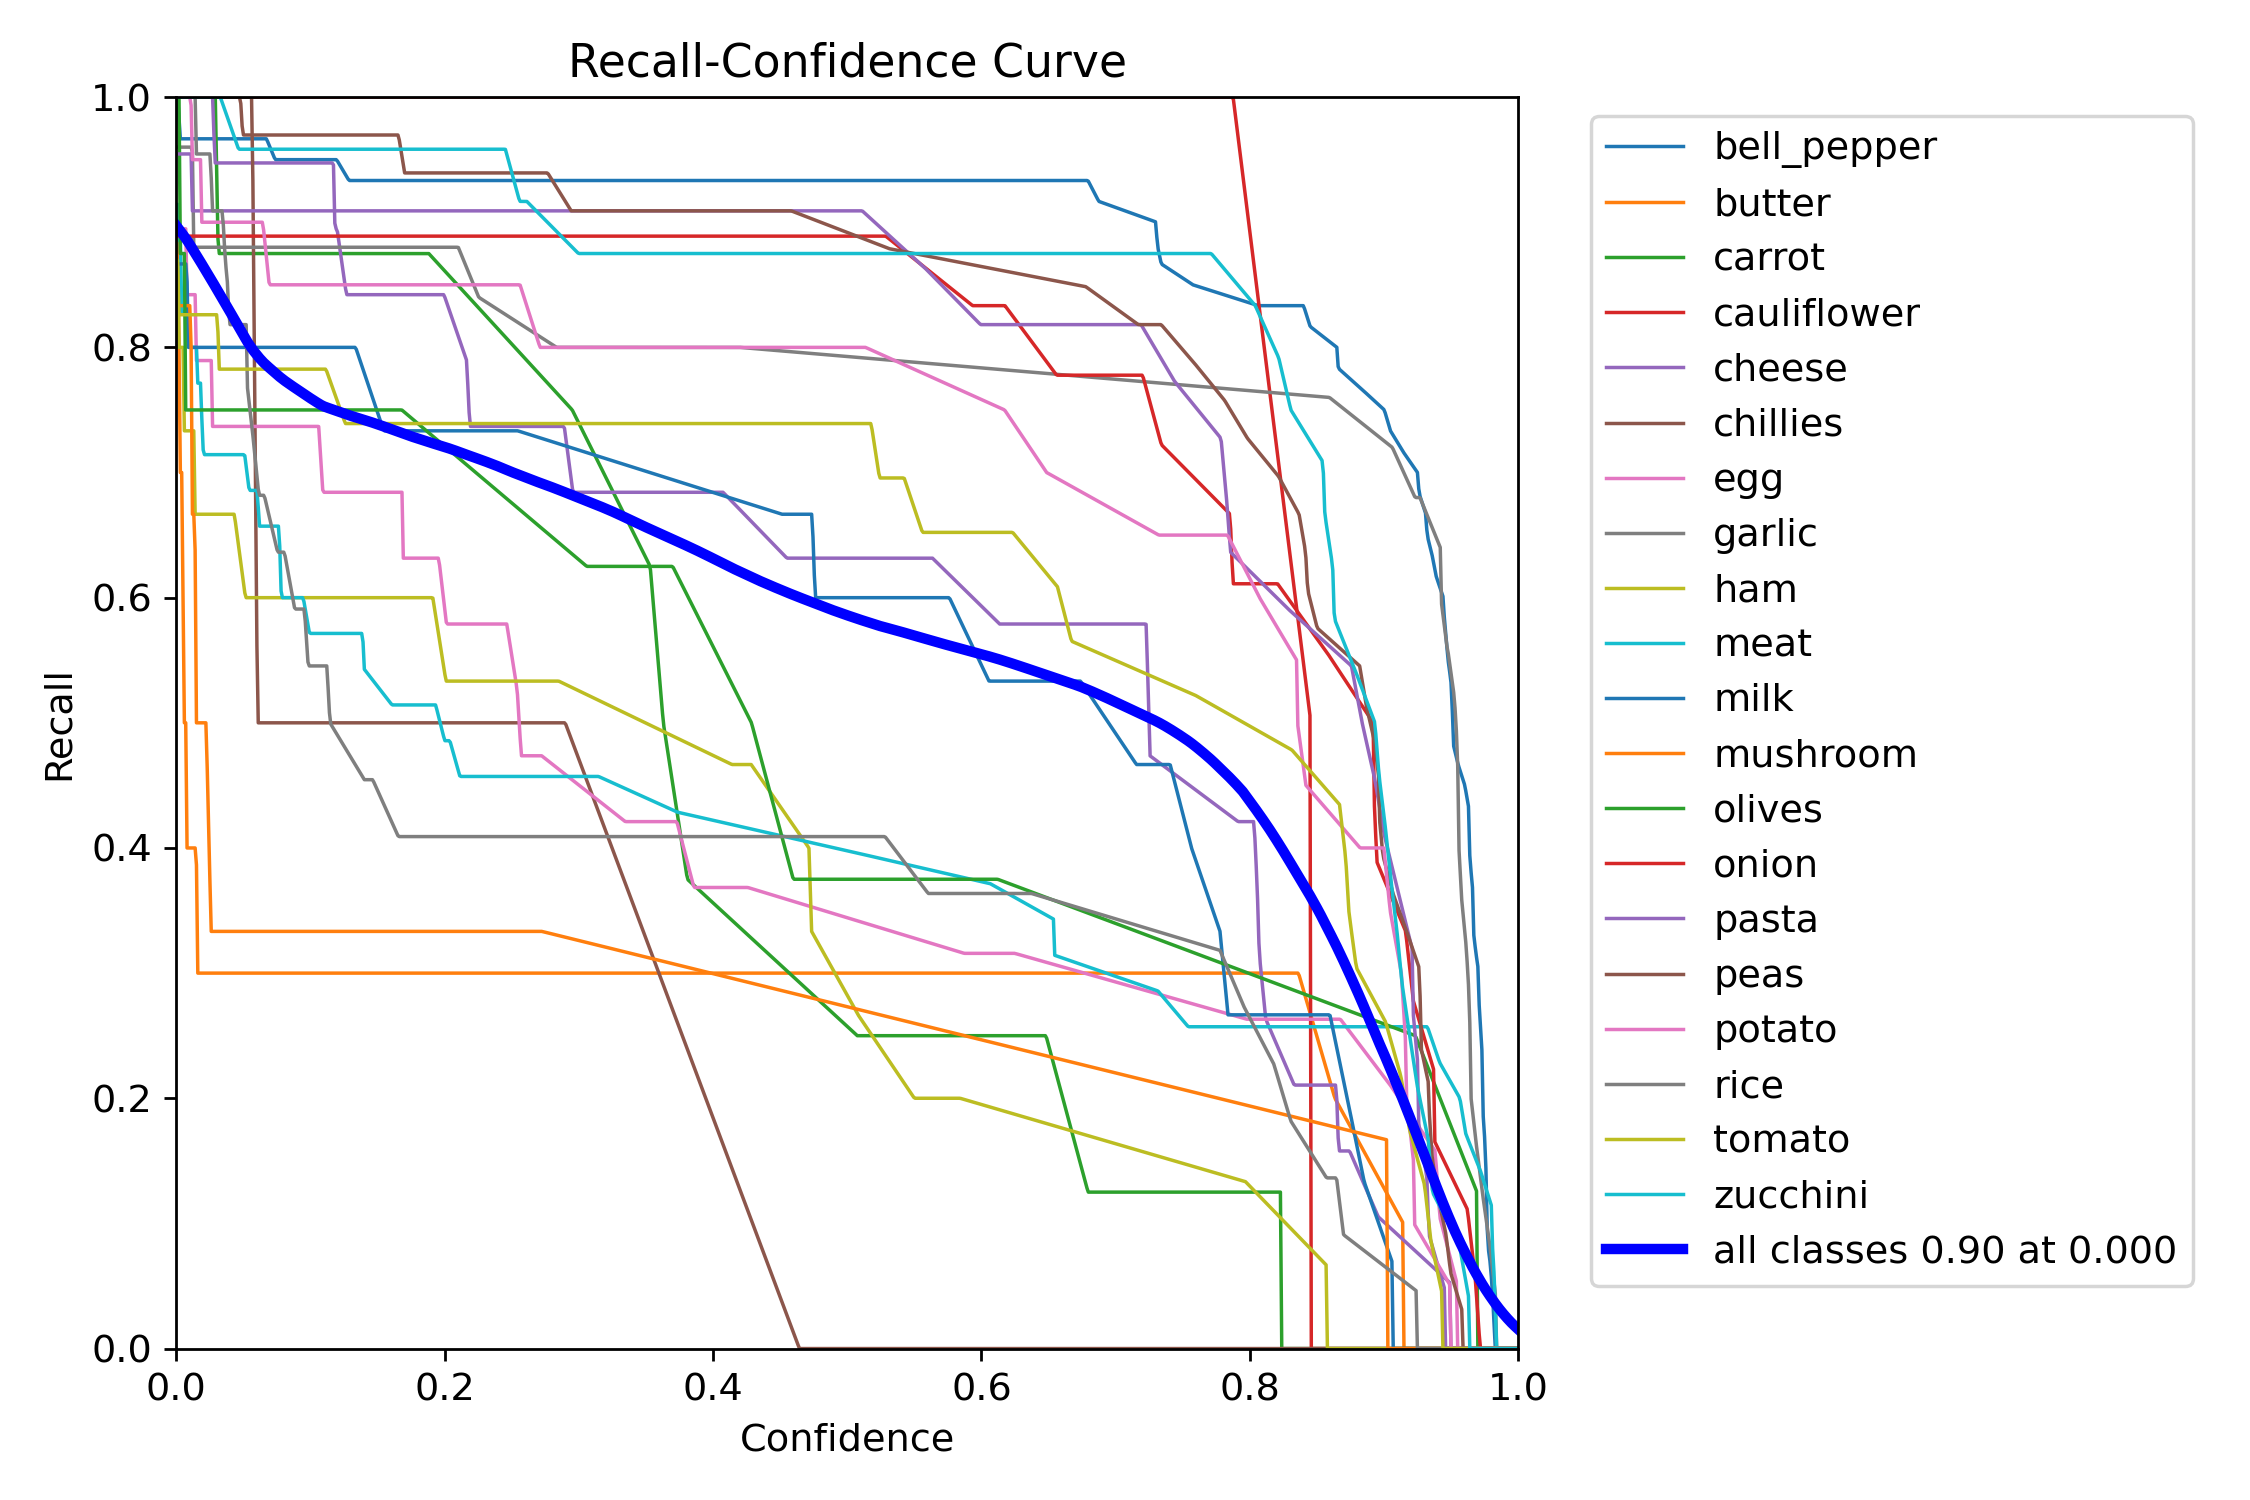 Recall-Confidence Curve
1.0
0.8
0.6
0.4
0.2
0.0
Recall
0.0 0.2 0.4 0.6 0.8 1.0
Confidence
bell_pepper
butter
carrot
cauliflower
cheese
chillies
egg
garlic
ham
meat
milk
mushroom
olives
onion
pasta
peas
potato
rice
tomato
zucchini
all classes 0.90 at 0.000